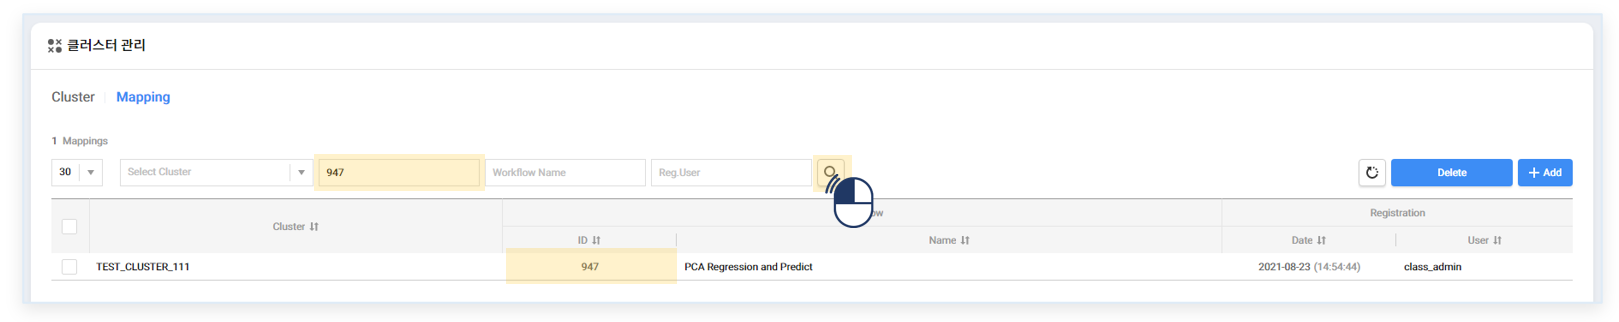 클러스터 관리
Cluster Mapping
1 Mappings
30 Select Cluster 947 Workflow Name Reg.User Delete + Add
Cluster Registration
ID Name Date User
TEST_CLUSTER_111 947 PCA Regression and Predict 2021-08-23 (14:54:44) class_admin